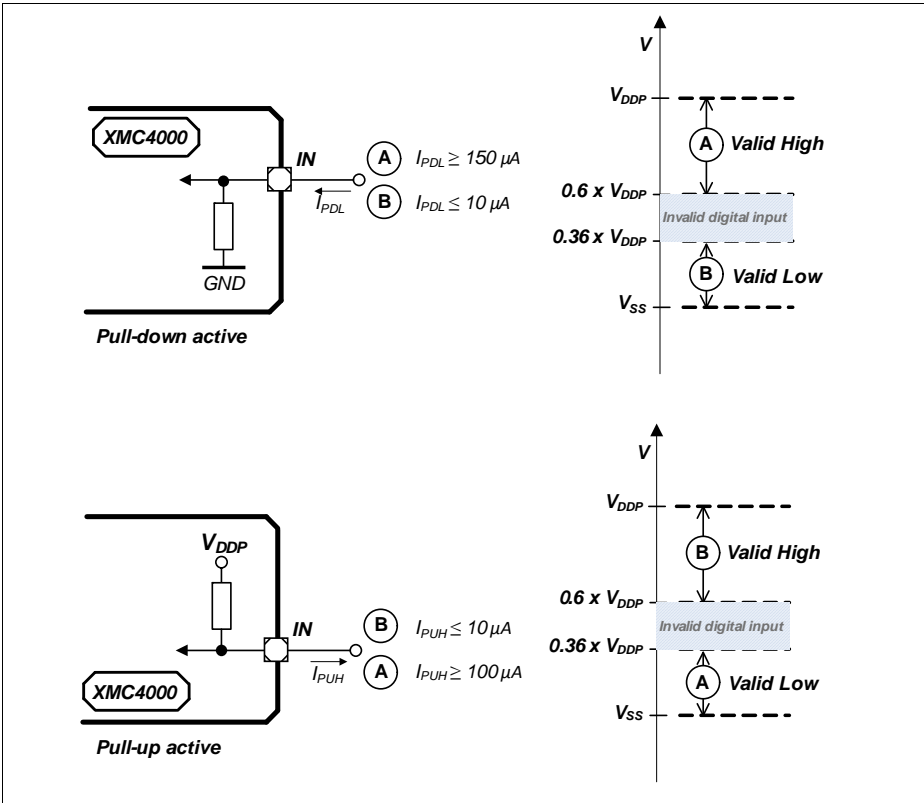 XMC4000
IN
A I_PDL ≥ 150 µA
I_PDL
B I_PDL ≤ 10 µA
GND
Pull-down active
V
V_DDP
A Valid High
0.6 x V_DDP
Invalid digital input
0.36 x V_DDP
B Valid Low
V_SS
V_DDP
IN
B I_PUH ≤ 10 µA
I_PUH
A I_PUH ≥ 100 µA
XMC4000
Pull-up active
V
V_DDP
B Valid High
0.6 x V_DDP
Invalid digital input
0.36 x V_DDP
A Valid Low
V_SS